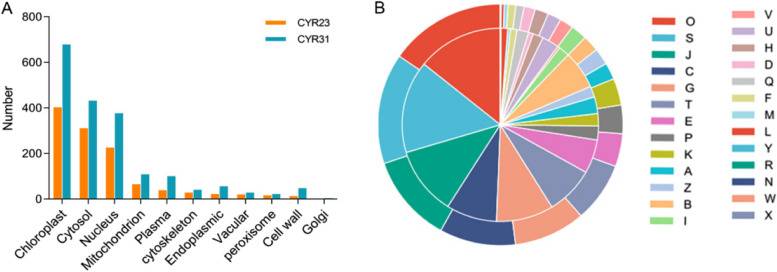 A
CYR23
CYR31
Number
800
600
400
200
0
Chloroplast
Cytosol
Nucleus
Mitochondrion
Plasma
cytoskeleton
Endoplasmic
Vacular
peroxisome
Cell wall
Golgi
B
O
S
J
C
G
T
E
P
K
A
Z
B
I
V
U
H
D
Q
F
M
L
Y
R
N
W
X